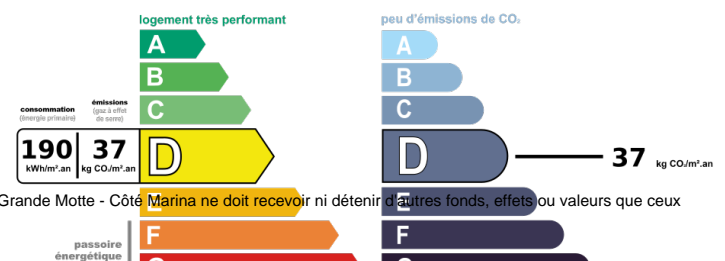 logement très performant
peu d'émissions de CO₂
A
A
B
B
consommation
(énergie primaire)
émissions
(gaz à effet
de serre)
C
C
190
kWh/m².an
37
kg CO₂/m².an
D
D
37 kg CO₂/m².an
Grande Motte - Côté Marina ne doit recevoir ni détenir d'autres fonds, effets ou valeurs que ceux
E
E
F
F
passoire
énergétique
G
G